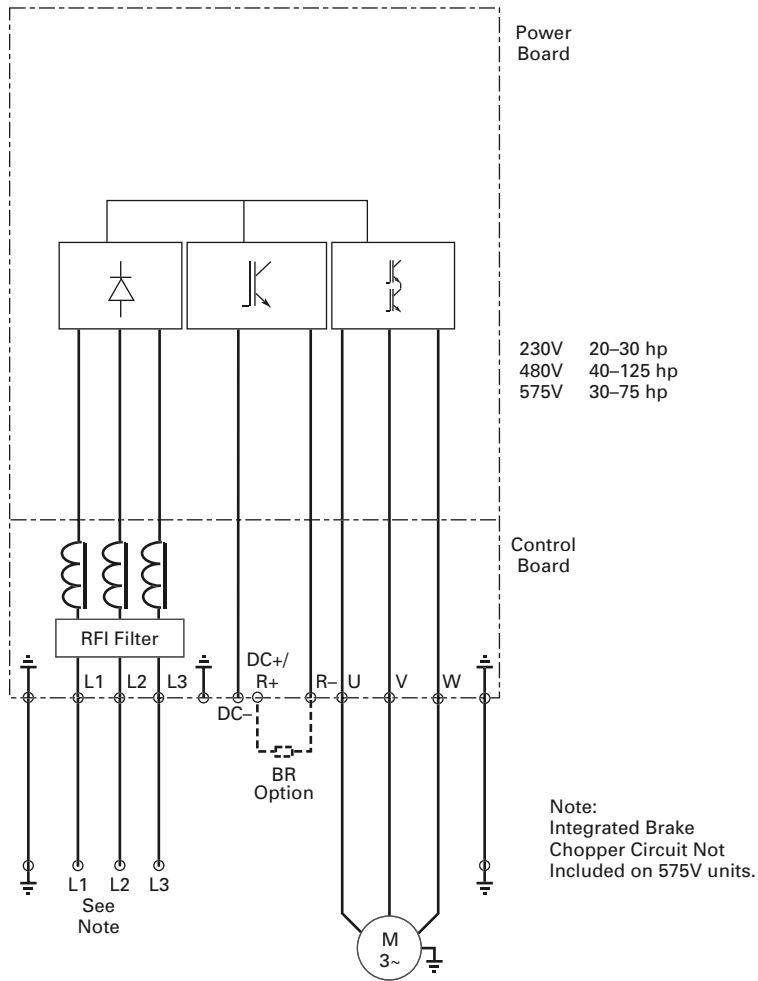 Power
Board
230V 20–30 hp
480V 40–125 hp
575V 30–75 hp
Control
Board
RFI Filter
L1 L2 L3
DC+/
R+
R– U V W
DC–
BR
Option
Note:
Integrated Brake
Chopper Circuit Not
Included on 575V units.
L1 L2 L3
See
Note
M
3~